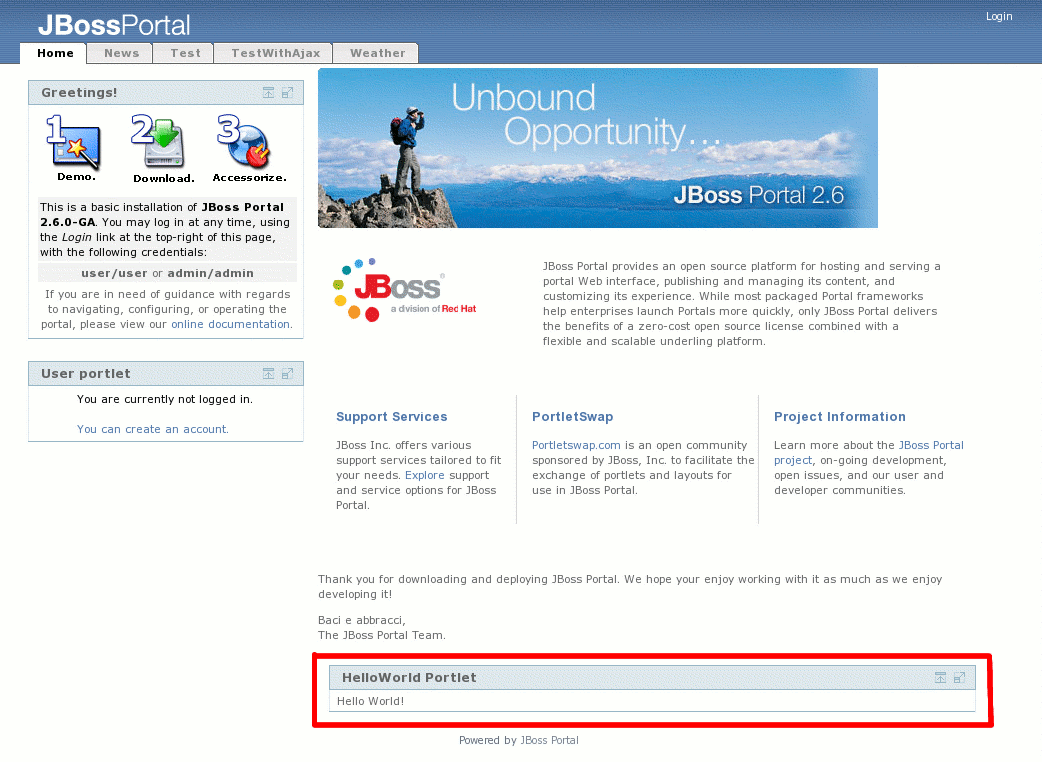 JBossPortal
Login
Home
News
Test
TestWithAjax
Weather
Greetings!
1
2
3
Demo.
Download.
Accessorize.
This is a basic installation of JBoss Portal
2.6.0-GA. You may log in at any time, using
the Login link at the top-right of this page,
with the following credentials:
user/user or admin/admin
If you are in need of guidance with regards
to navigating, configuring, or operating the
portal, please view our online documentation.
User portlet
You are currently not logged in.
You can create an account.
Unbound
Opportunity...
JBoss Portal 2.6
JBoss®
a division of Red Hat
JBoss Portal provides an open source platform for hosting and serving a
portal Web interface, publishing and managing its content, and
customizing its experience. While most packaged Portal frameworks
help enterprises launch Portals more quickly, only JBoss Portal delivers
the benefits of a zero-cost open source license combined with a
flexible and scalable underling platform.
Support Services
JBoss Inc. offers various
support services tailored to fit
your needs. Explore support
and service options for JBoss
Portal.
PortletSwap
Portletswap.com is an open community
sponsored by JBoss, Inc. to facilitate the
exchange of portlets and layouts for
use in JBoss Portal.
Project Information
Learn more about the JBoss Portal
project, on-going development,
open issues, and our user and
developer communities.
Thank you for downloading and deploying JBoss Portal. We hope your enjoy working with it as much as we enjoy
developing it!
Baci e abbracci,
The JBoss Portal Team.
HelloWorld Portlet
Hello World!
Powered by JBoss Portal